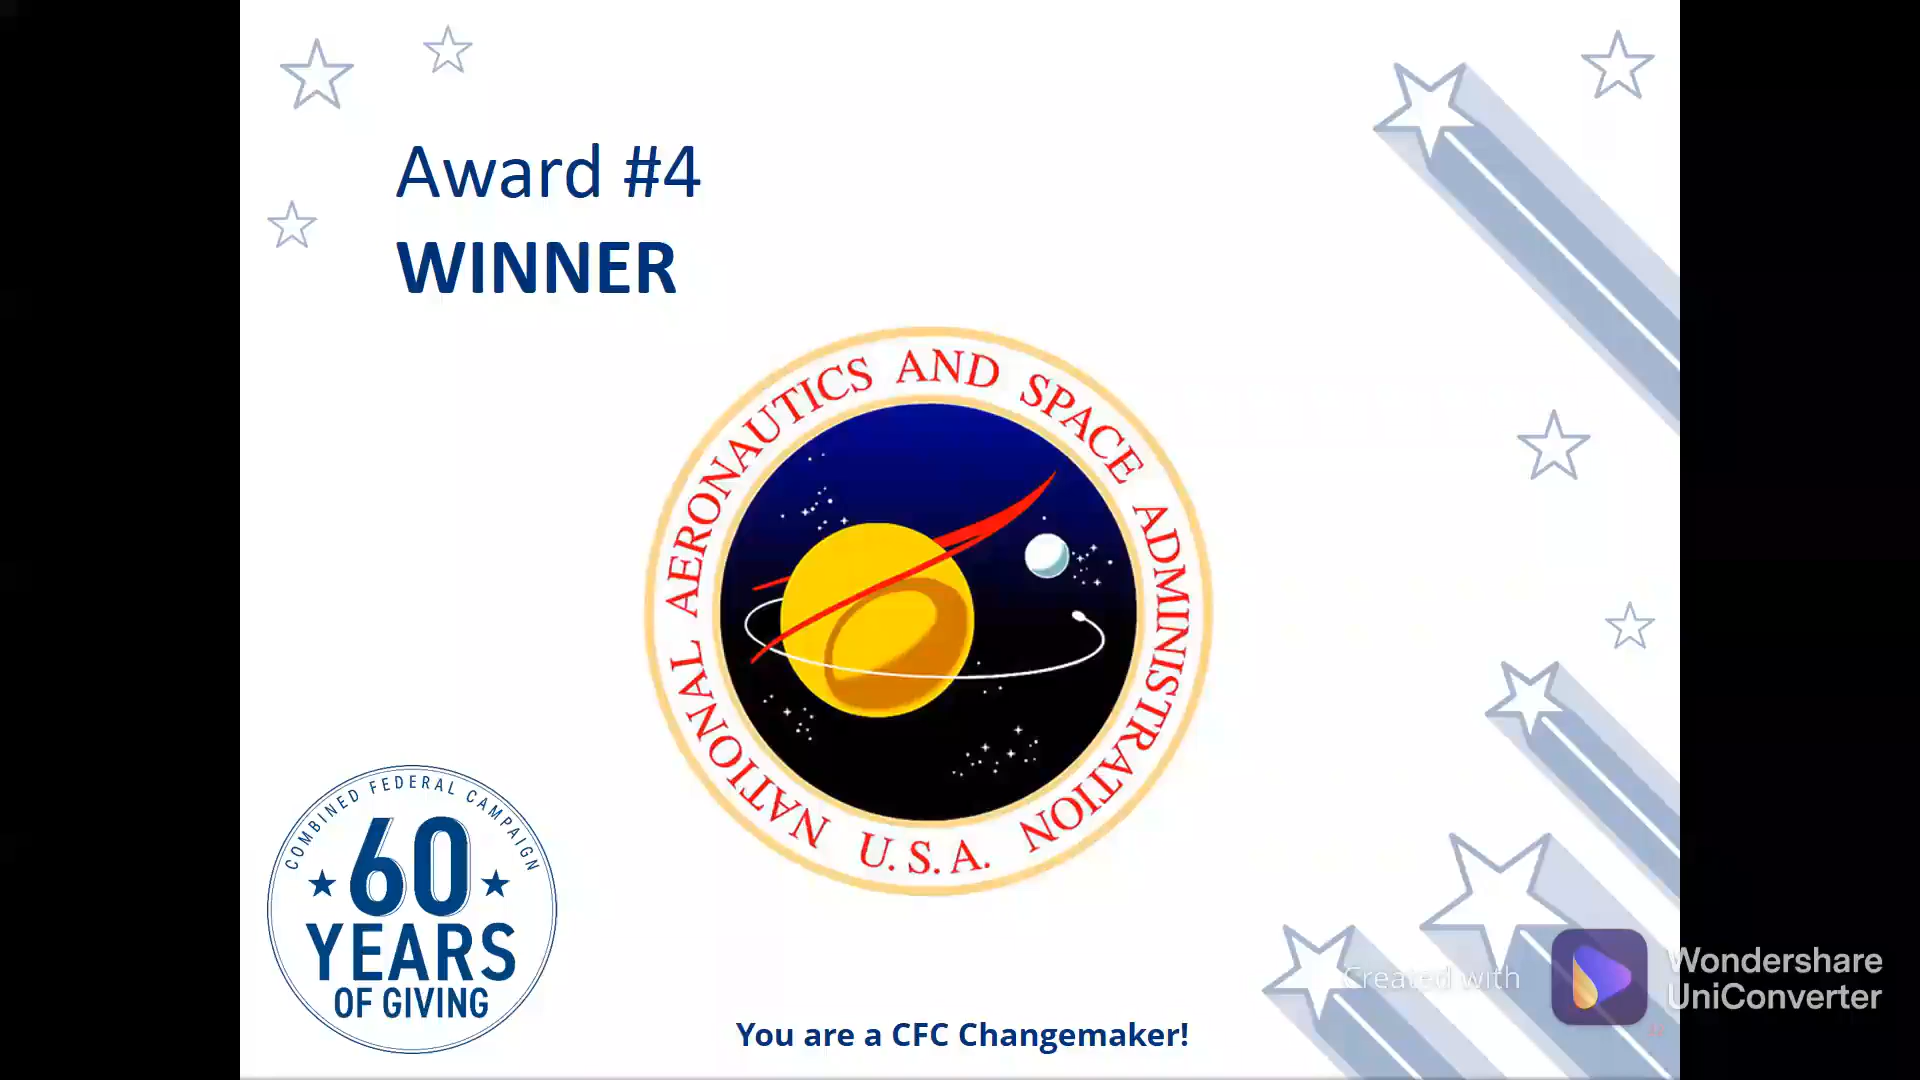 Award #4
WINNER
NATIONAL AERONAUTICS AND SPACE ADMINISTRATION
U.S.A.
COMBINED FEDERAL CAMPAIGN
60
YEARS
OF GIVING
You are a CFC Changemaker!
Created with
Wondershare
UniConverter